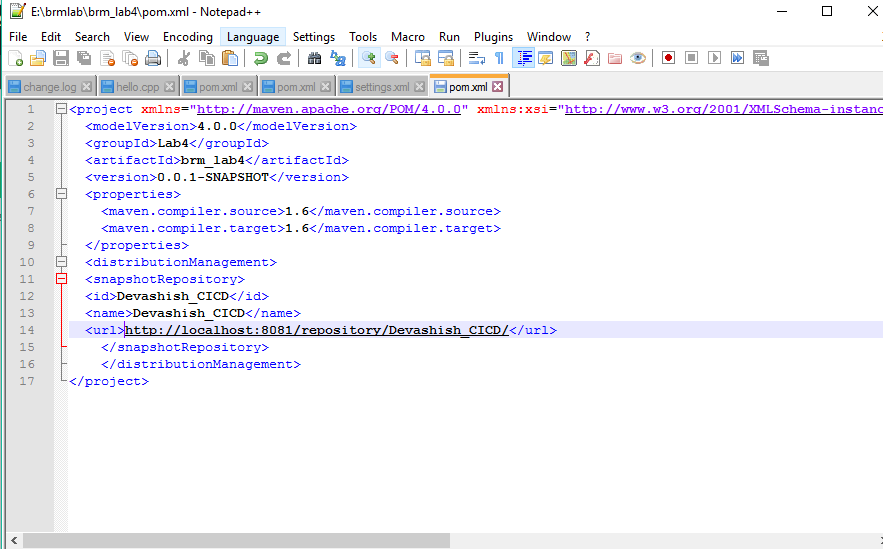 E:\brmlab\brm_lab4\pom.xml - Notepad++
File Edit Search View Encoding Language Settings Tools Macro Run Plugins Window ?
change.log hello.cpp pom.xml pom.xml settings.xml pom.xml
1 <project xmlns="http://maven.apache.org/POM/4.0.0" xmlns:xsi="http://www.w3.org/2001/XMLSchema-instanc
2 <modelVersion>4.0.0</modelVersion>
3 <groupId>Lab4</groupId>
4 <artifactId>brm_lab4</artifactId>
5 <version>0.0.1-SNAPSHOT</version>
6 <properties>
7 <maven.compiler.source>1.6</maven.compiler.source>
8 <maven.compiler.target>1.6</maven.compiler.target>
9 </properties>
10 <distributionManagement>
11 <snapshotRepository>
12 <id>Devashish_CICD</id>
13 <name>Devashish_CICD</name>
14 <url>http://localhost:8081/repository/Devashish_CICD/</url>
15 </snapshotRepository>
16 </distributionManagement>
17 </project>